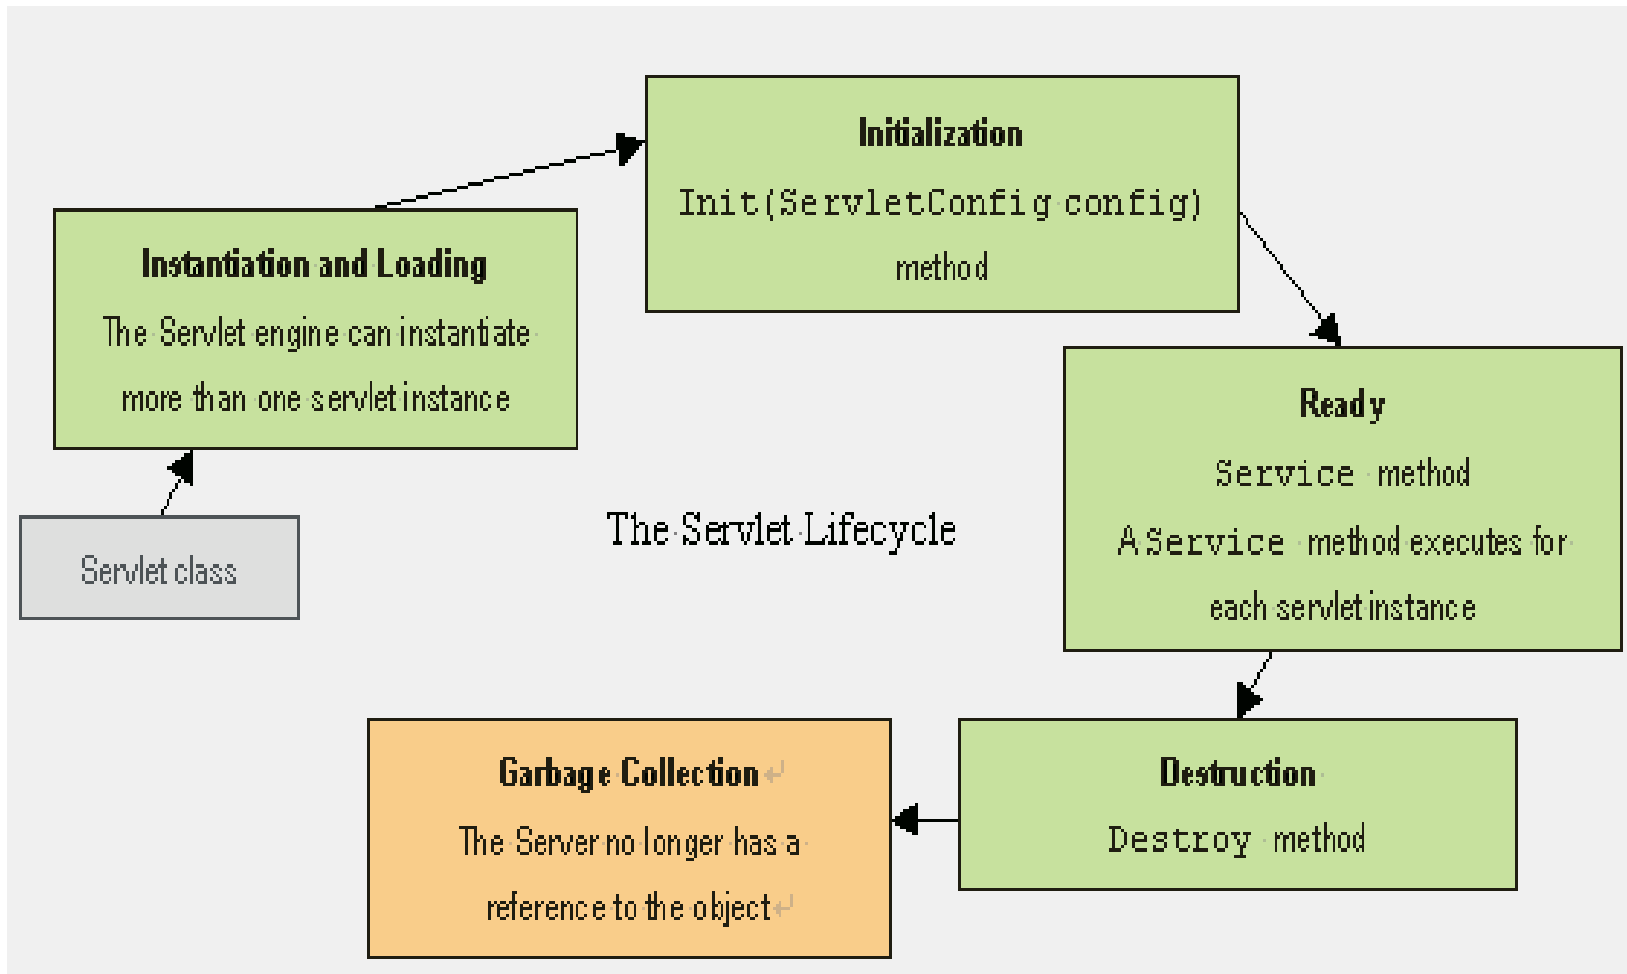 Initialization
Init(ServletConfig config)
method
Instantiation and Loading
The Servlet engine can instantiate
more than one servlet instance
Ready
Service method
A Service method executes for
each servlet instance
The Servlet Lifecycle
Servlet class
Garbage Collection
The Server no longer has a
reference to the object
Destruction
Destroy method